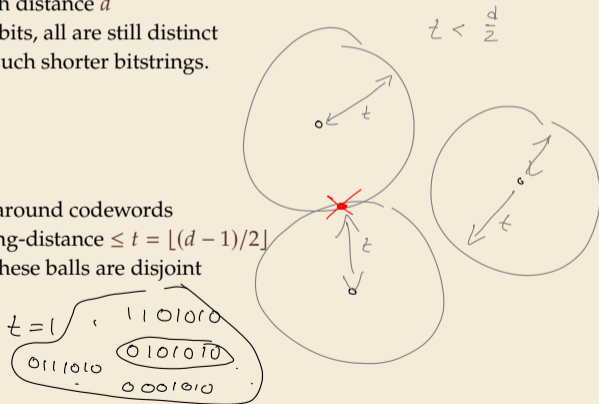 h distance d
bits, all are still distinct
uch shorter bitstrings.
t < d/2
t
t
around codewords
ng-distance ≤ t = ⌊(d − 1)/2⌋
hese balls are disjoint
t
t = 1
1101010
0101010
0111010
0001010